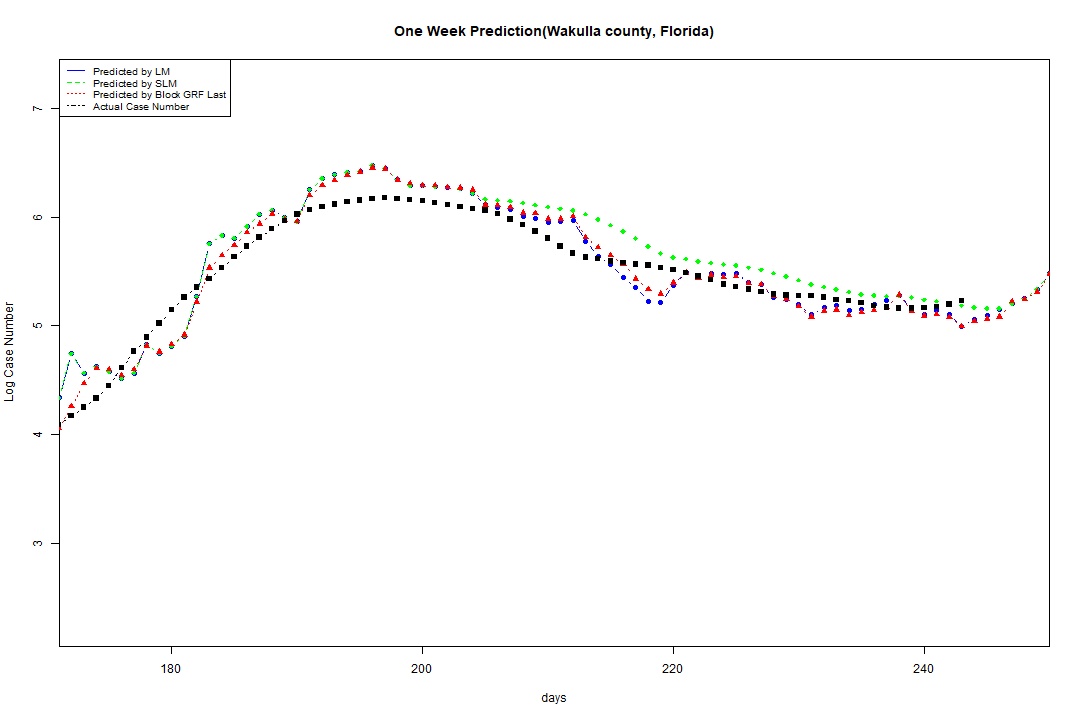 One Week Prediction(Wakulla county, Florida)
Predicted by LM
Predicted by SLM
Predicted by Block GRF Last
Actual Case Number
7
6
5
4
3
Log Case Number
180 200 220 240
days